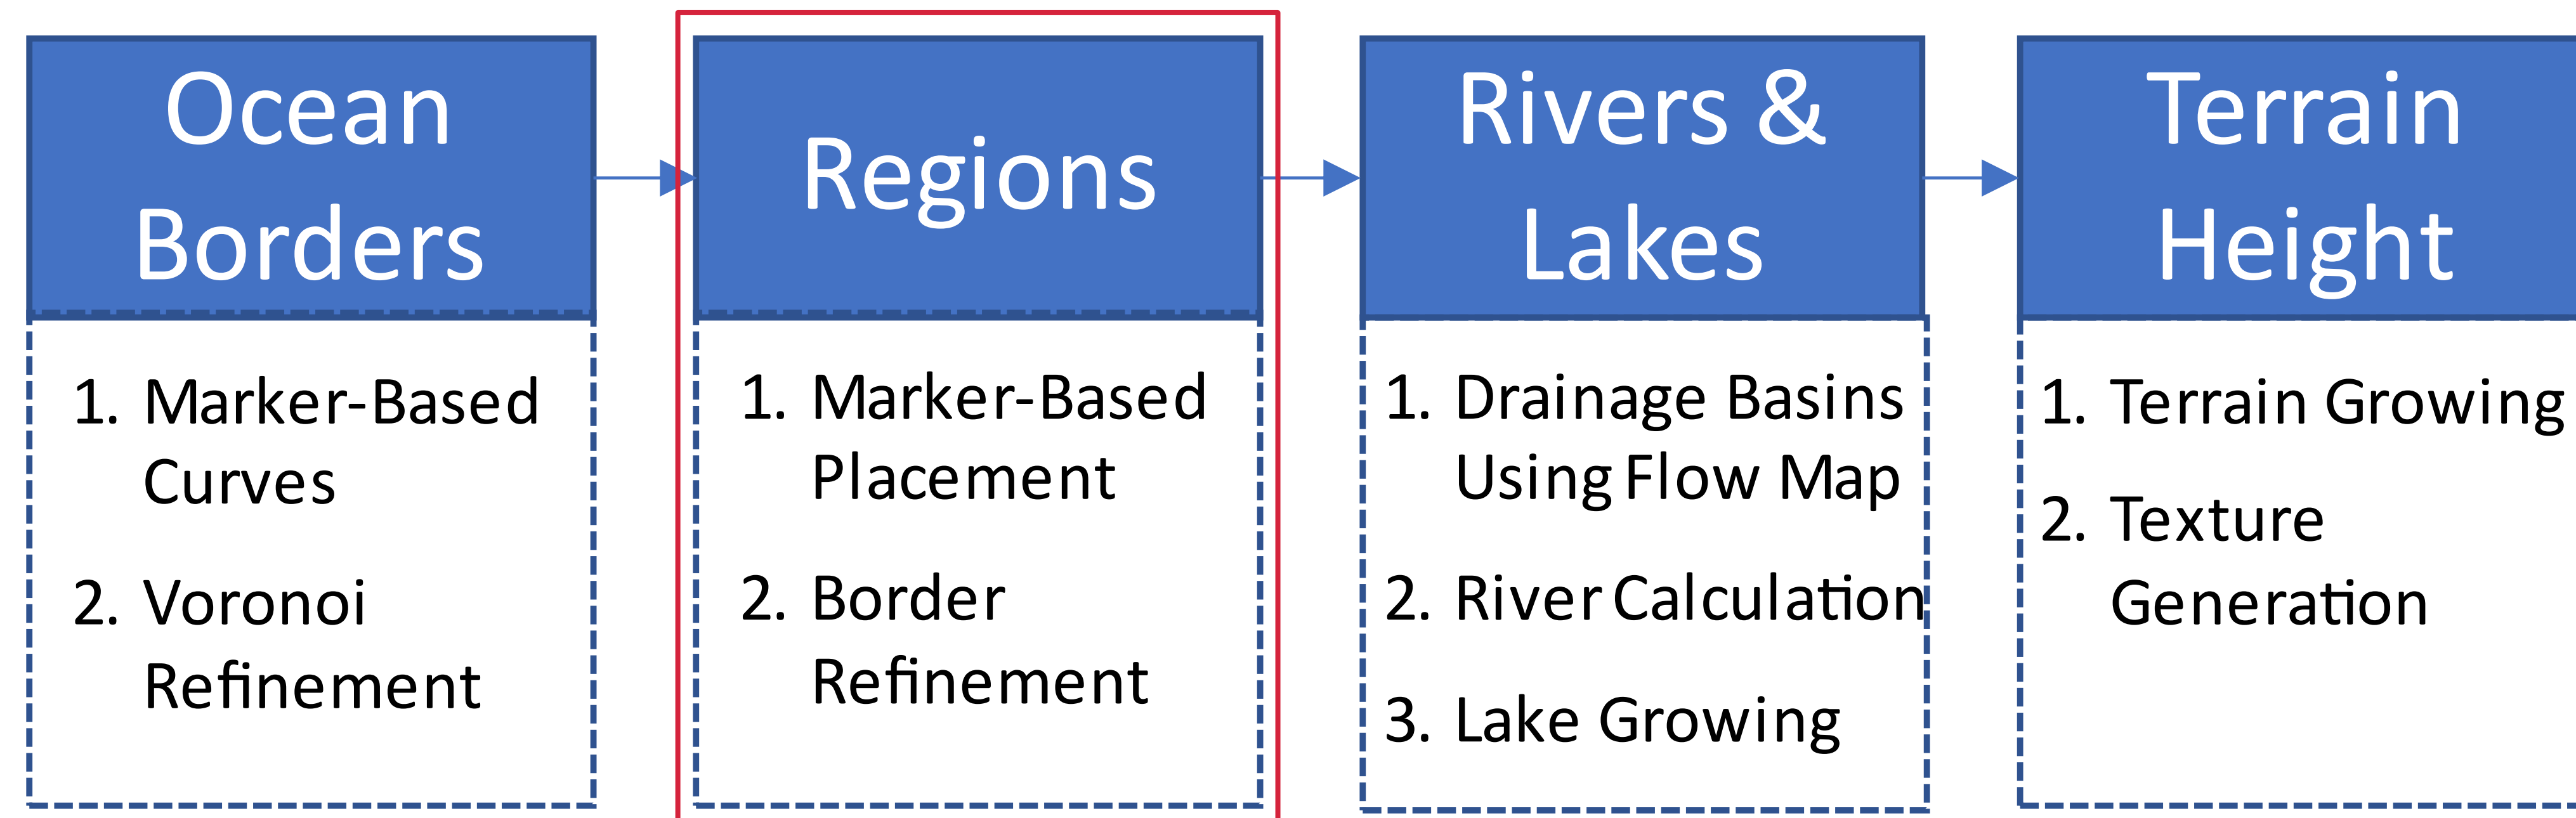 Ocean
Borders
1. Marker-Based
Curves
2. Voronoi
Refinement
Regions
1. Marker-Based
Placement
2. Border
Refinement
Rivers &
Lakes
1. Drainage Basins
Using Flow Map
2. River Calculation
3. Lake Growing
Terrain
Height
1. Terrain Growing
2. Texture
Generation